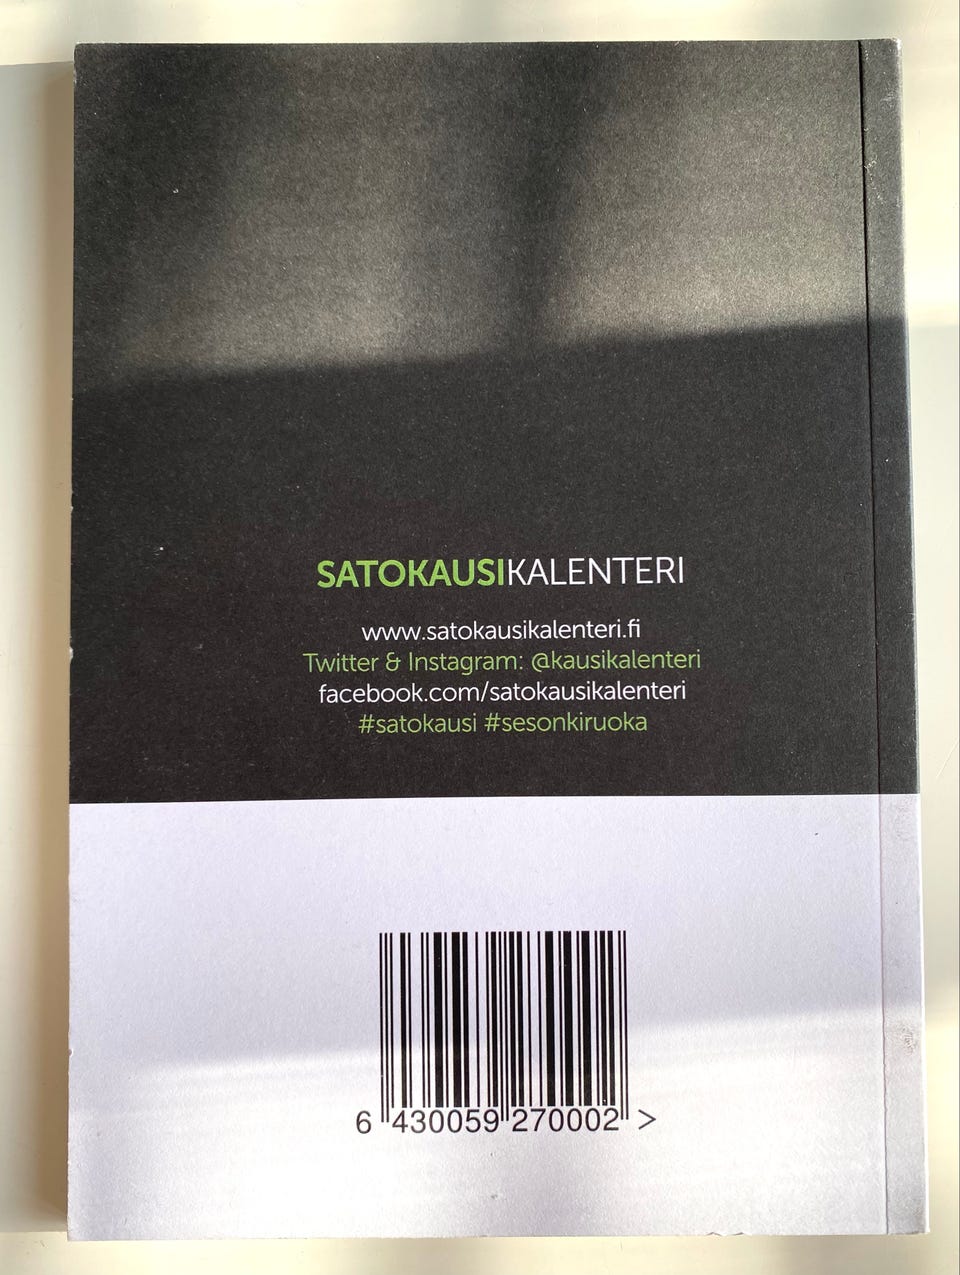 SATOKAUSIKALENTERI
www.satokausikalenteri.fi
Twitter & Instagram: @kausikalenteri
facebook.com/satokausikalenteri
#satokausi #sesonkiruoka
6 430059 270002 >